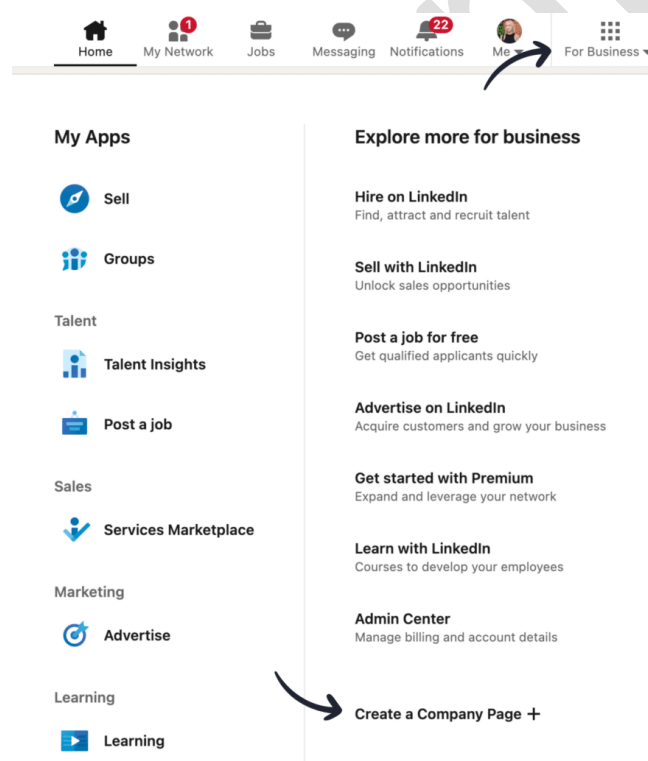 1
22
Home
My Network
Jobs
Messaging
Notifications
Me
For Business
My Apps
Sell
Groups
Talent
Talent Insights
Post a job
Sales
Services Marketplace
Marketing
Advertise
Learning
Learning
Explore more for business
Hire on LinkedIn
Find, attract and recruit talent
Sell with LinkedIn
Unlock sales opportunities
Post a job for free
Get qualified applicants quickly
Advertise on LinkedIn
Acquire customers and grow your business
Get started with Premium
Expand and leverage your network
Learn with LinkedIn
Courses to develop your employees
Admin Center
Manage billing and account details
Create a Company Page +